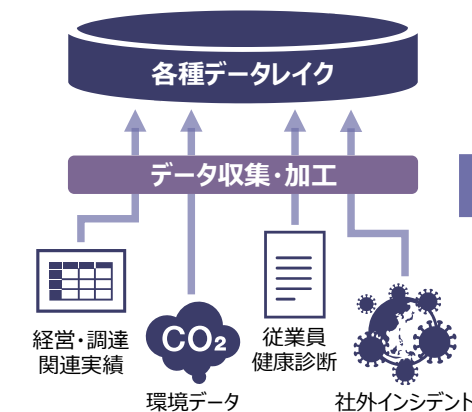 各種データレイク
データ収集・加工
経営・調達
関連実績
CO₂
環境データ
従業員
健康診断
社外インシデント